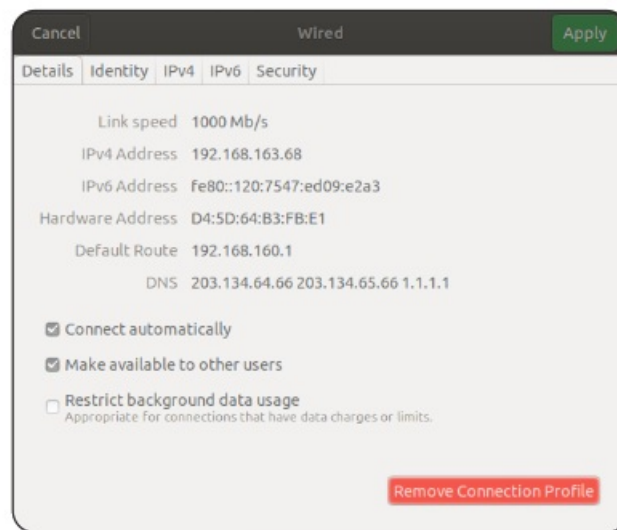 Cancel Wired Apply
Details Identity IPv4 IPv6 Security
Link speed 1000 Mb/s
IPv4 Address 192.168.163.68
IPv6 Address fe80::120:7547:ed09:e2a3
Hardware Address D4:5D:64:B3:FB:E1
Default Route 192.168.160.1
DNS 203.134.64.66 203.134.65.66 1.1.1.1
Connect automatically
Make available to other users
Restrict background data usage
Appropriate for connections that have data charges or limits.
Remove Connection Profile